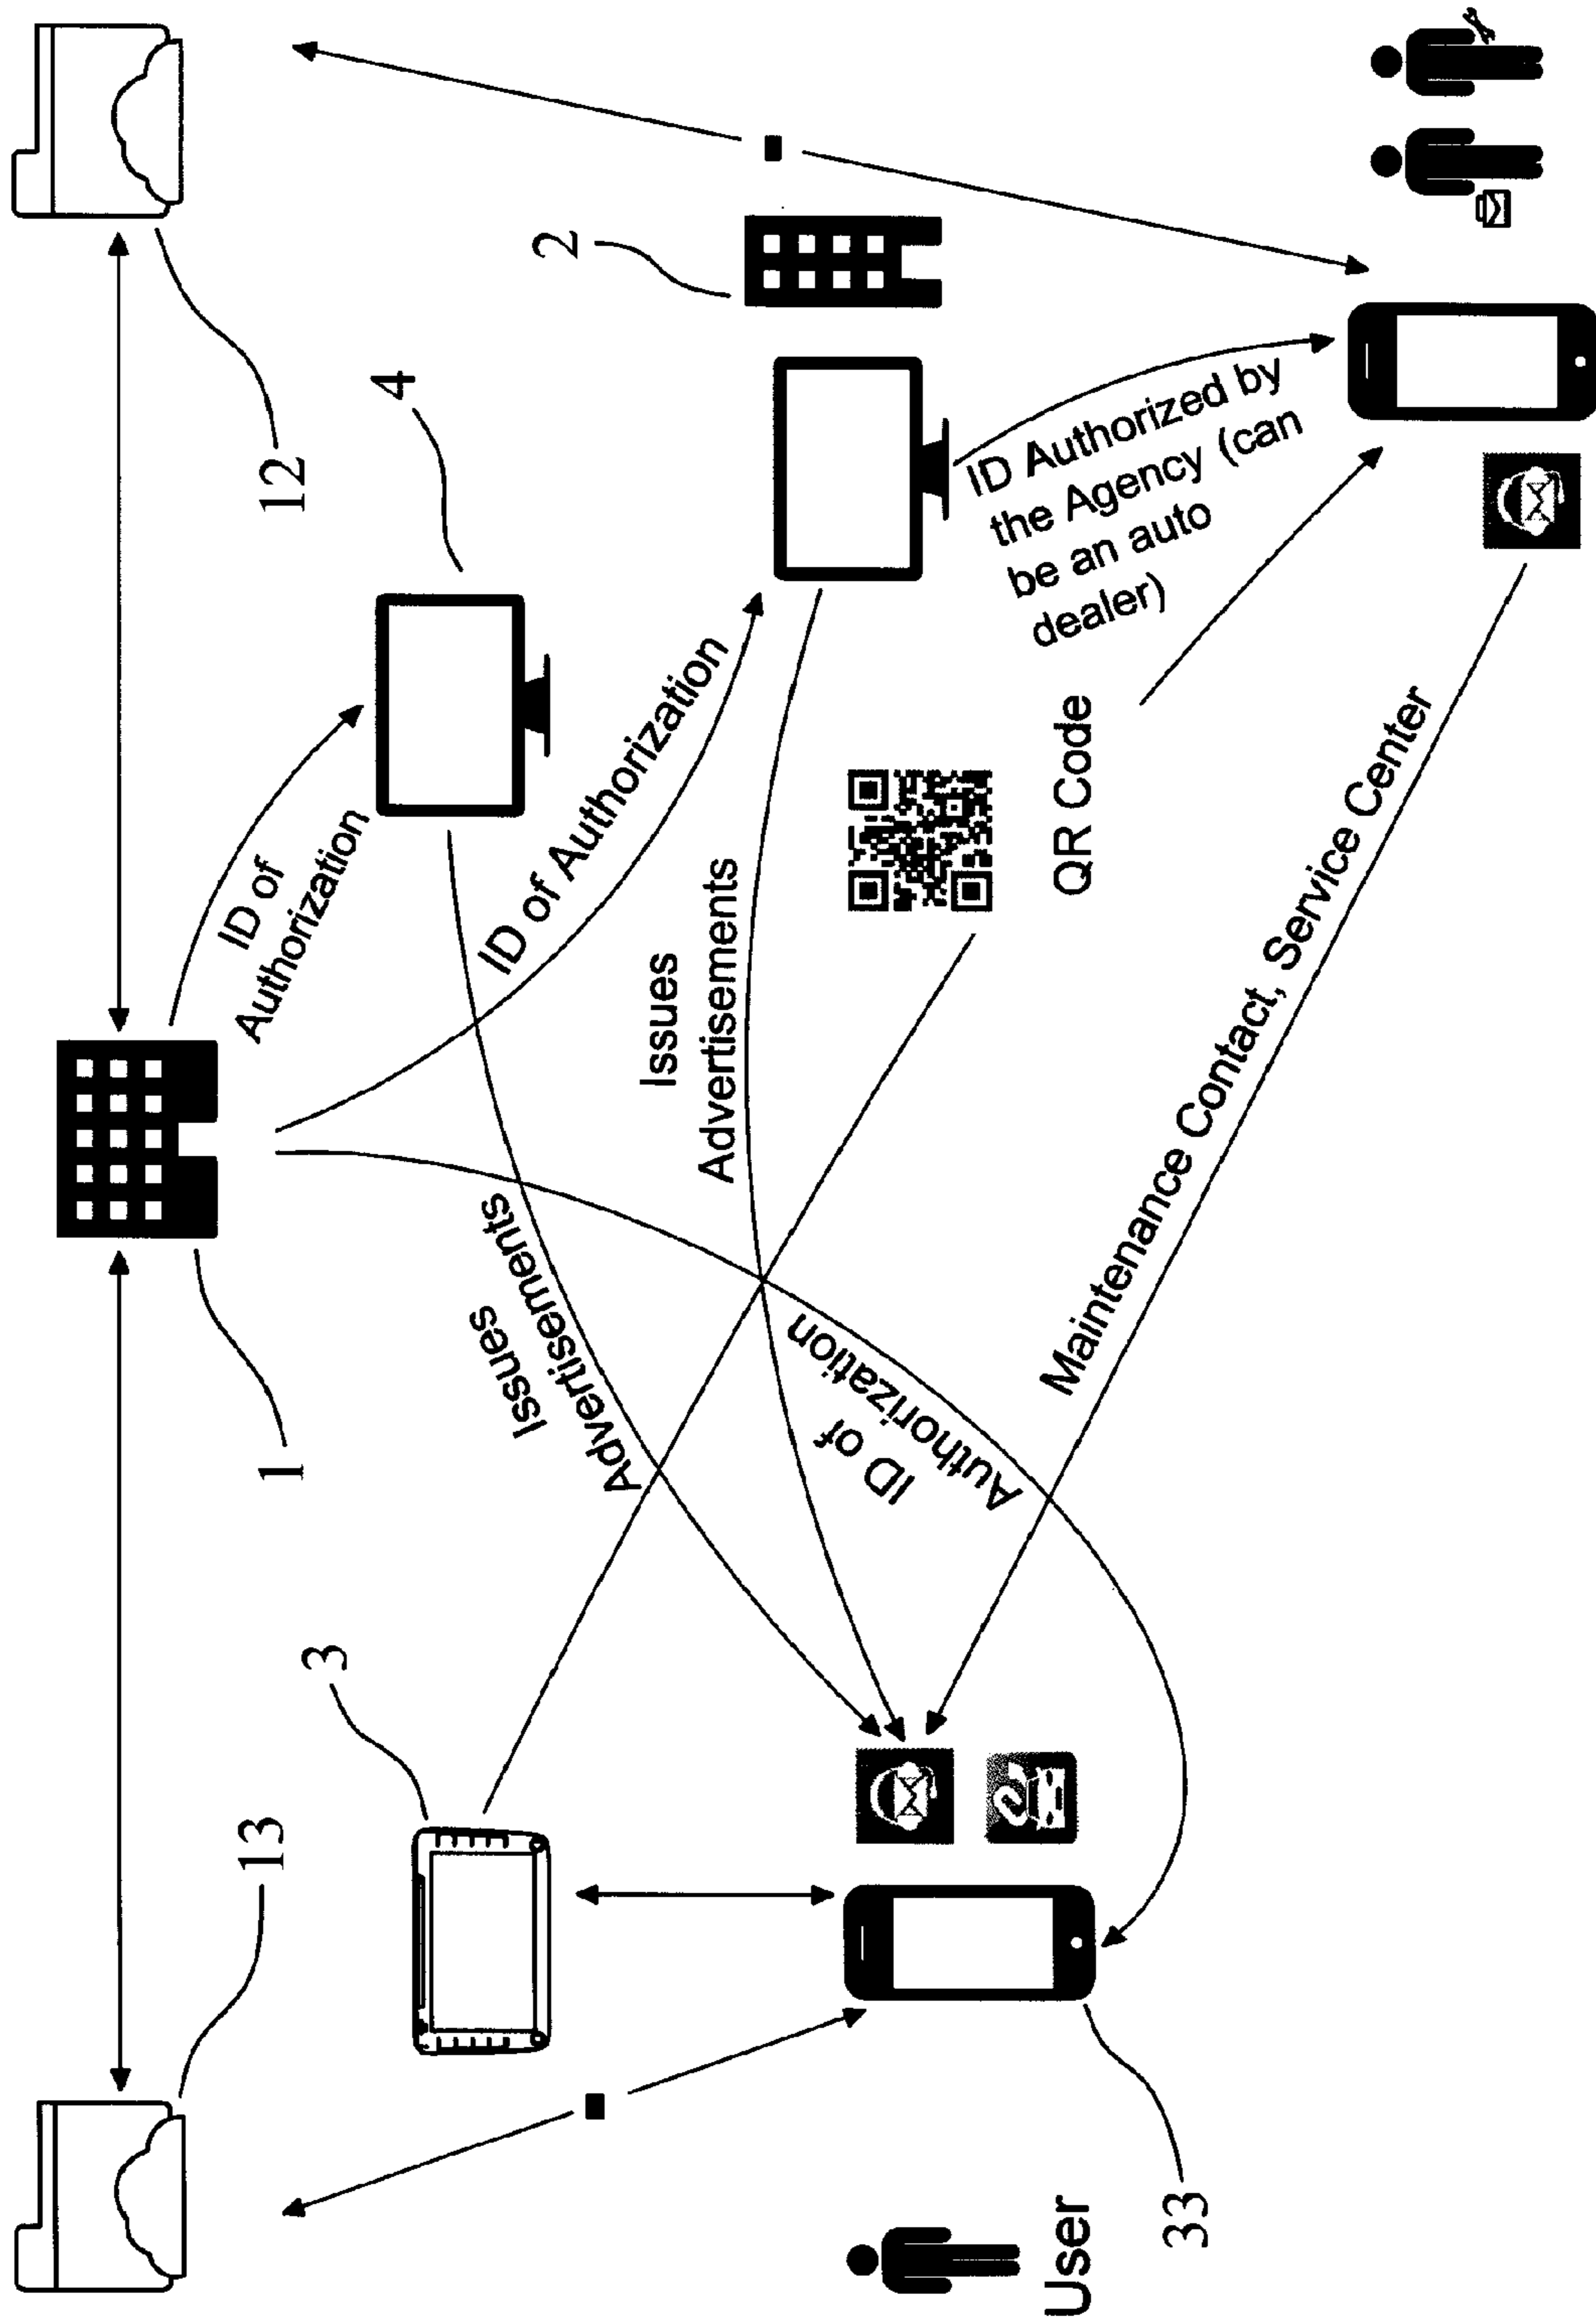 13
12
1
3
4
2
ID of
Authorization
ID of Authorization
Issues
Advertisements
Issues
Advertisements
ID of
Authorization
ID Authorized by
the Agency (can
be an auto
dealer)
QR Code
Maintenance Contact, Service Center
User
33